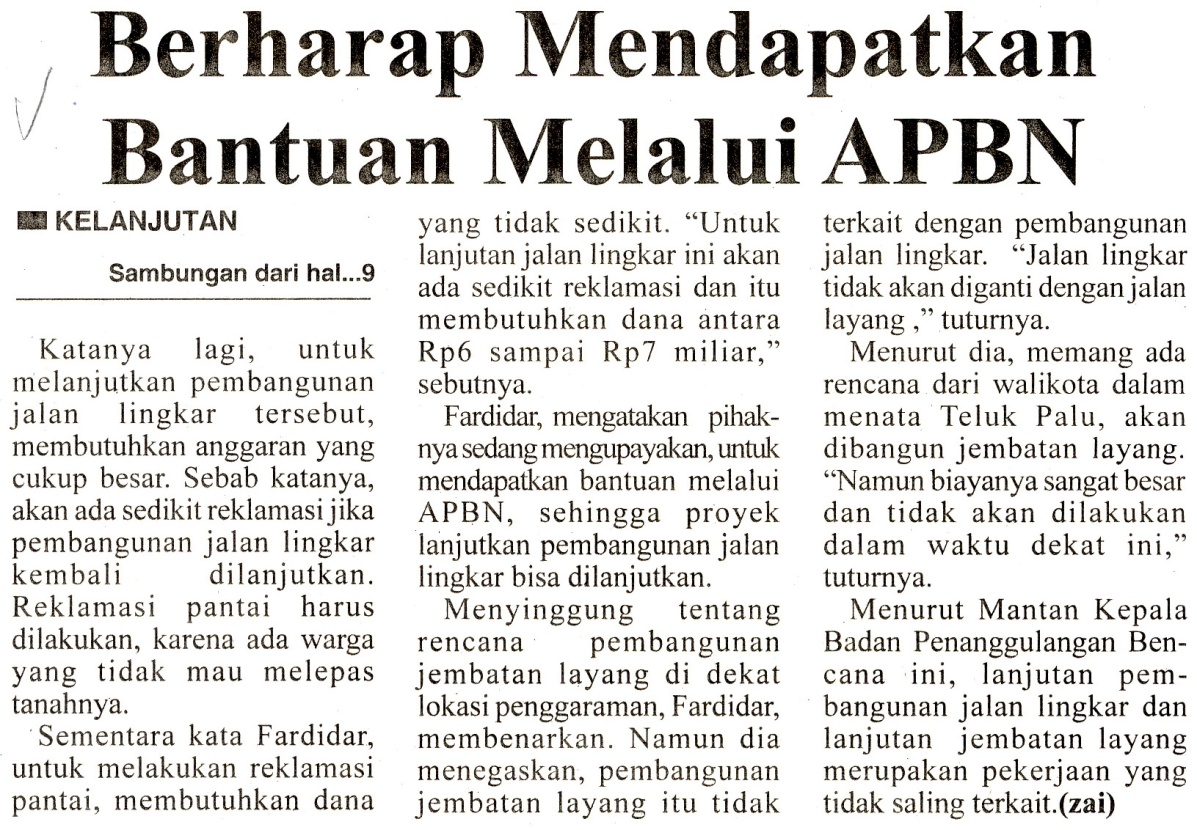 Berharap Mendapatkan
Bantuan Melalui APBN
KELANJUTAN
Sambungan dari hal...9
Katanya lagi, untuk
melanjutkan pembangunan
jalan lingkar tersebut,
membutuhkan anggaran yang
cukup besar. Sebab katanya,
akan ada sedikit reklamasi jika
pembangunan jalan lingkar
kembali dilanjutkan.
Reklamasi pantai harus
dilakukan, karena ada warga
yang tidak mau melepas
tanahnya.
Sementara kata Fardidar,
untuk melakukan reklamasi
pantai, membutuhkan dana
yang tidak sedikit. “Untuk
lanjutan jalan lingkar ini akan
ada sedikit reklamasi dan itu
membutuhkan dana antara
Rp6 sampai Rp7 miliar,”
sebutnya.
Fardidar, mengatakan pihak-
nya sedang mengupayakan, untuk
mendapatkan bantuan melalui
APBN, sehingga proyek
lanjutkan pembangunan jalan
lingkar bisa dilanjutkan.
Menyinggung tentang
rencana pembangunan
jembatan layang di dekat
lokasi penggaraman, Fardidar,
membenarkan. Namun dia
menegaskan, pembangunan
jembatan layang itu tidak
terkait dengan pembangunan
jalan lingkar. “Jalan lingkar
tidak akan diganti dengan jalan
layang ,” tuturnya.
Menurut dia, memang ada
rencana dari walikota dalam
menata Teluk Palu, akan
dibangun jembatan layang.
“Namun biayanya sangat besar
dan tidak akan dilakukan
dalam waktu dekat ini,”
tuturnya.
Menurut Mantan Kepala
Badan Penanggulangan Ben-
cana ini, lanjutan pem-
bangunan jalan lingkar dan
lanjutan jembatan layang
merupakan pekerjaan yang
tidak saling terkait.(zai)